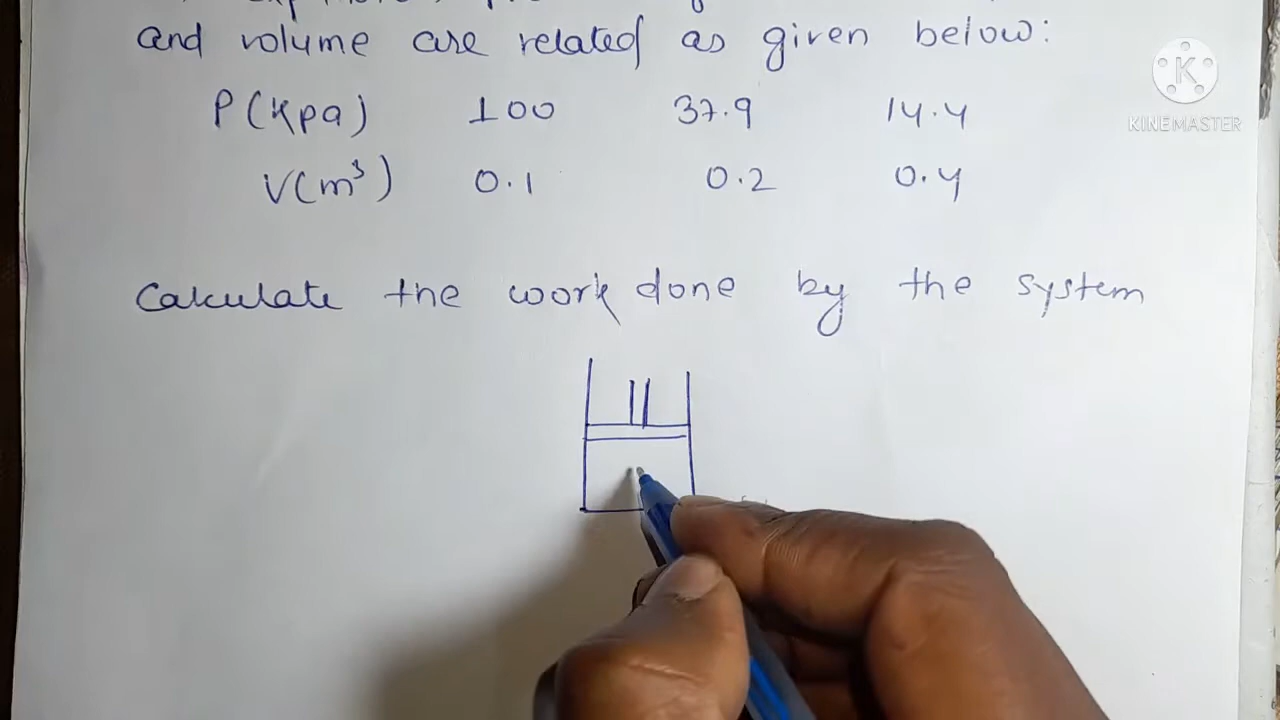 and volume are related as given below:
P(Kpa) 100 37.9 14.4
V(m³) 0.1 0.2 0.4
Calculate the work done by the system
K
KINEMASTER